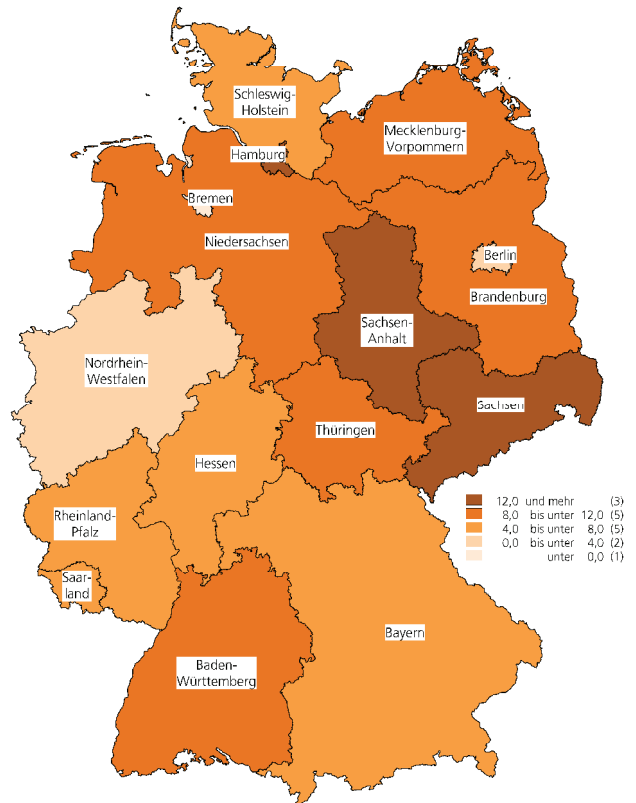 Schleswig-
Holstein
Mecklenburg-
Vorpommern
Hamburg
Bremen
Niedersachsen
Berlin
Brandenburg
Sachsen-
Anhalt
Nordrhein-
Westfalen
Sachsen
Thüringen
Hessen
Rheinland-
Pfalz
Saar-
land
Bayern
Baden-
Württemberg
12,0 und mehr (3)
8,0 bis unter 12,0 (5)
4,0 bis unter 8,0 (5)
0,0 bis unter 4,0 (2)
unter 0,0 (1)